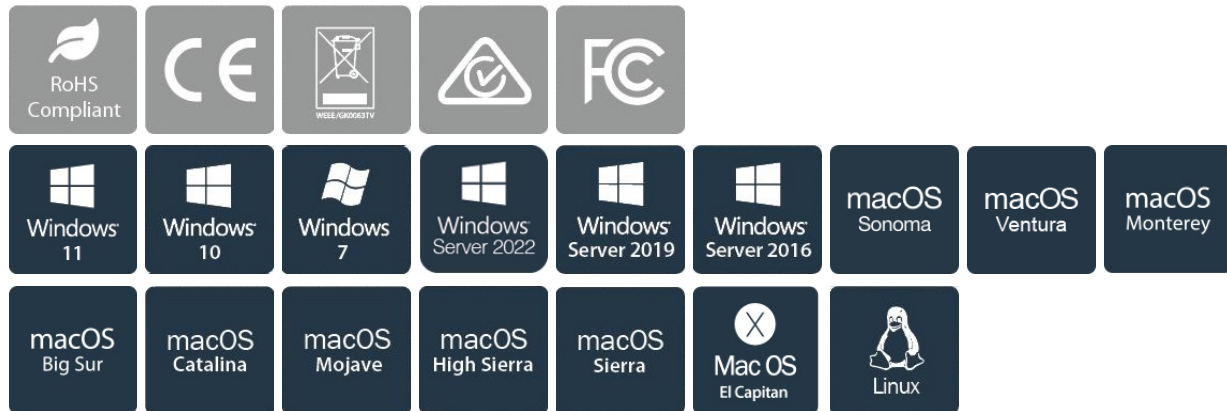 RoHS
Compliant
CE
WEEE/GK0063TV
FC
Windows
11
Windows
10
Windows
7
Windows
Server 2022
Windows
Server 2019
Windows
Server 2016
macOS
Sonoma
macOS
Ventura
macOS
Monterey
macOS
Big Sur
macOS
Catalina
macOS
Mojave
macOS
High Sierra
macOS
Sierra
X
Mac OS
El Capitan
Linux